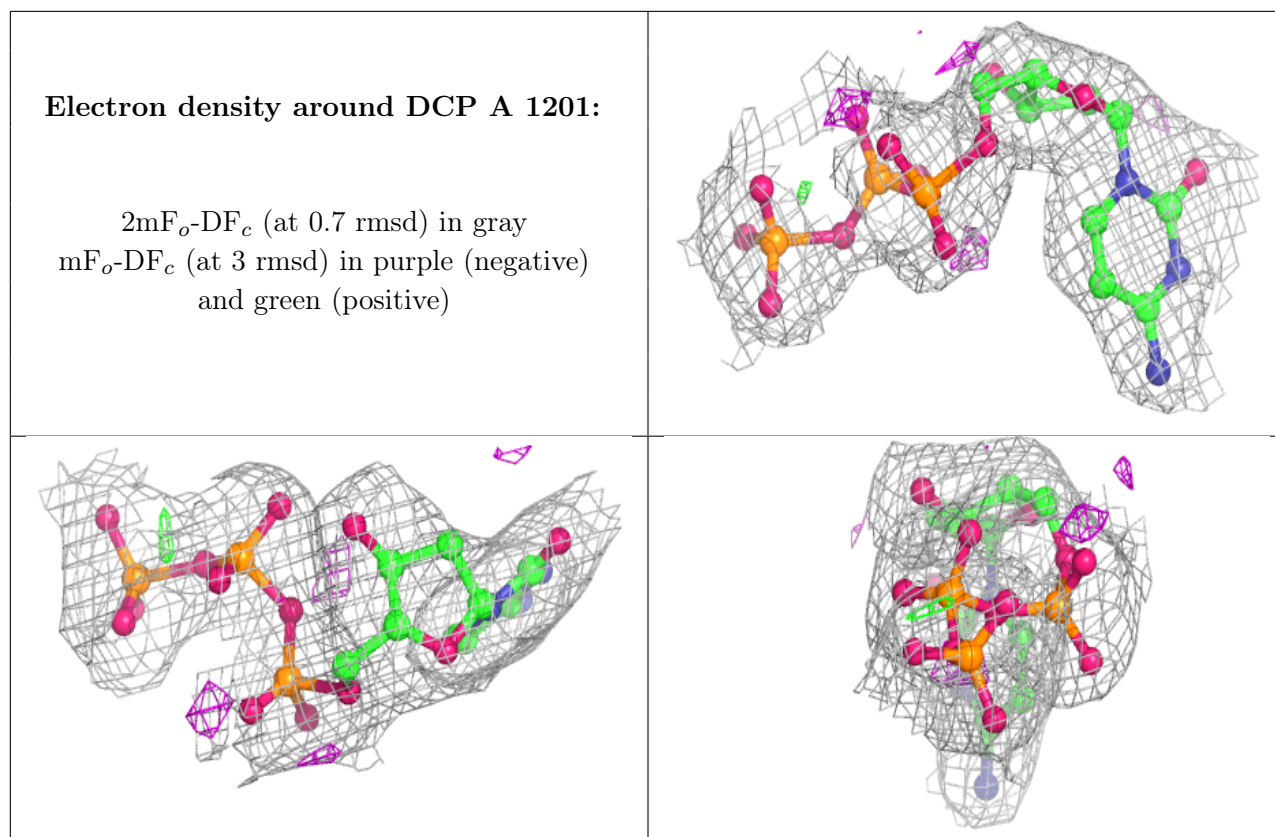 Electron density around DCP A 1201:
2mFo-DFc (at 0.7 rmsd) in gray
mFo-DFc (at 3 rmsd) in purple (negative)
and green (positive)